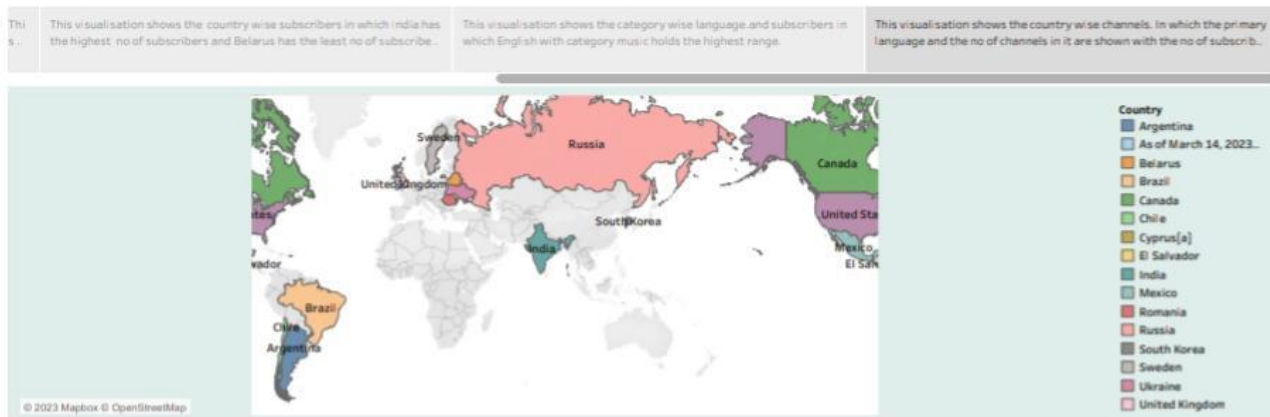 Thi
s ..
This visualisation shows the country wise subscribers in which India has
the highest no of subscribers and Belarus has the least no of subscribe..
This visualisation shows the category wise language and subscribers in
which English with category music holds the highest range.
This visualisation shows the country wise channels. In which the primary
language and the no of channels in it are shown with the no of subscrib..
Sweden
Russia
Canada
United Kingdom
tes
South Korea
United Sta
India
Mexico
vador
El Sal
Brazil
Chile
Argentina
© 2023 Mapbox © OpenStreetMap
Country
Argentina
As of March 14, 2023..
Belarus
Brazil
Canada
Chile
Cyprus[a]
El Salvador
India
Mexico
Romania
Russia
South Korea
Sweden
Ukraine
United Kingdom